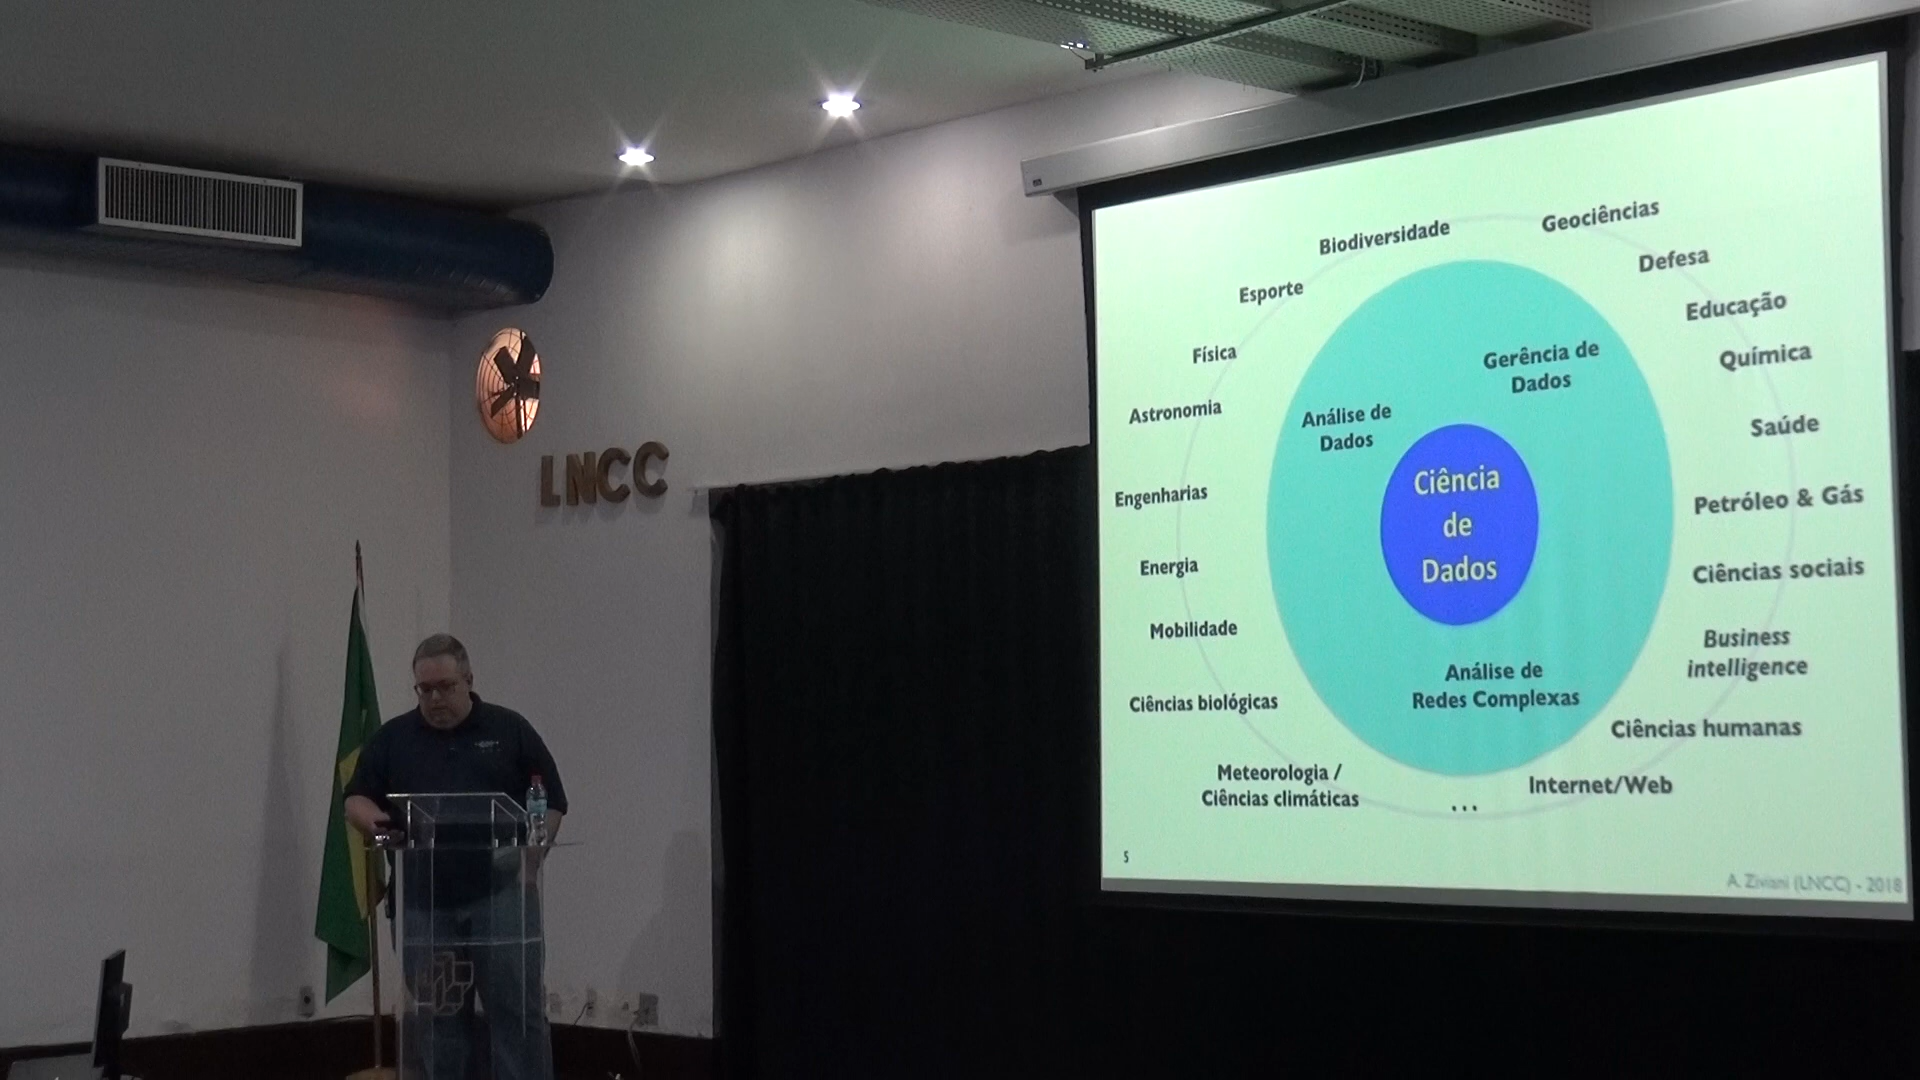 LNCC
Biodiversidade
Geociências
Defesa
Esporte
Educação
Física
Gerência de
Dados
Química
Astronomia
Análise de
Dados
Saúde
Ciência
de
Dados
Engenharias
Petróleo & Gás
Energia
Ciências sociais
Mobilidade
Business
intelligence
Análise de
Redes Complexas
Ciências biológicas
Ciências humanas
Meteorologia /
Ciências climáticas
...
Internet/Web
5
A. Ziviani (LNCC) - 2018